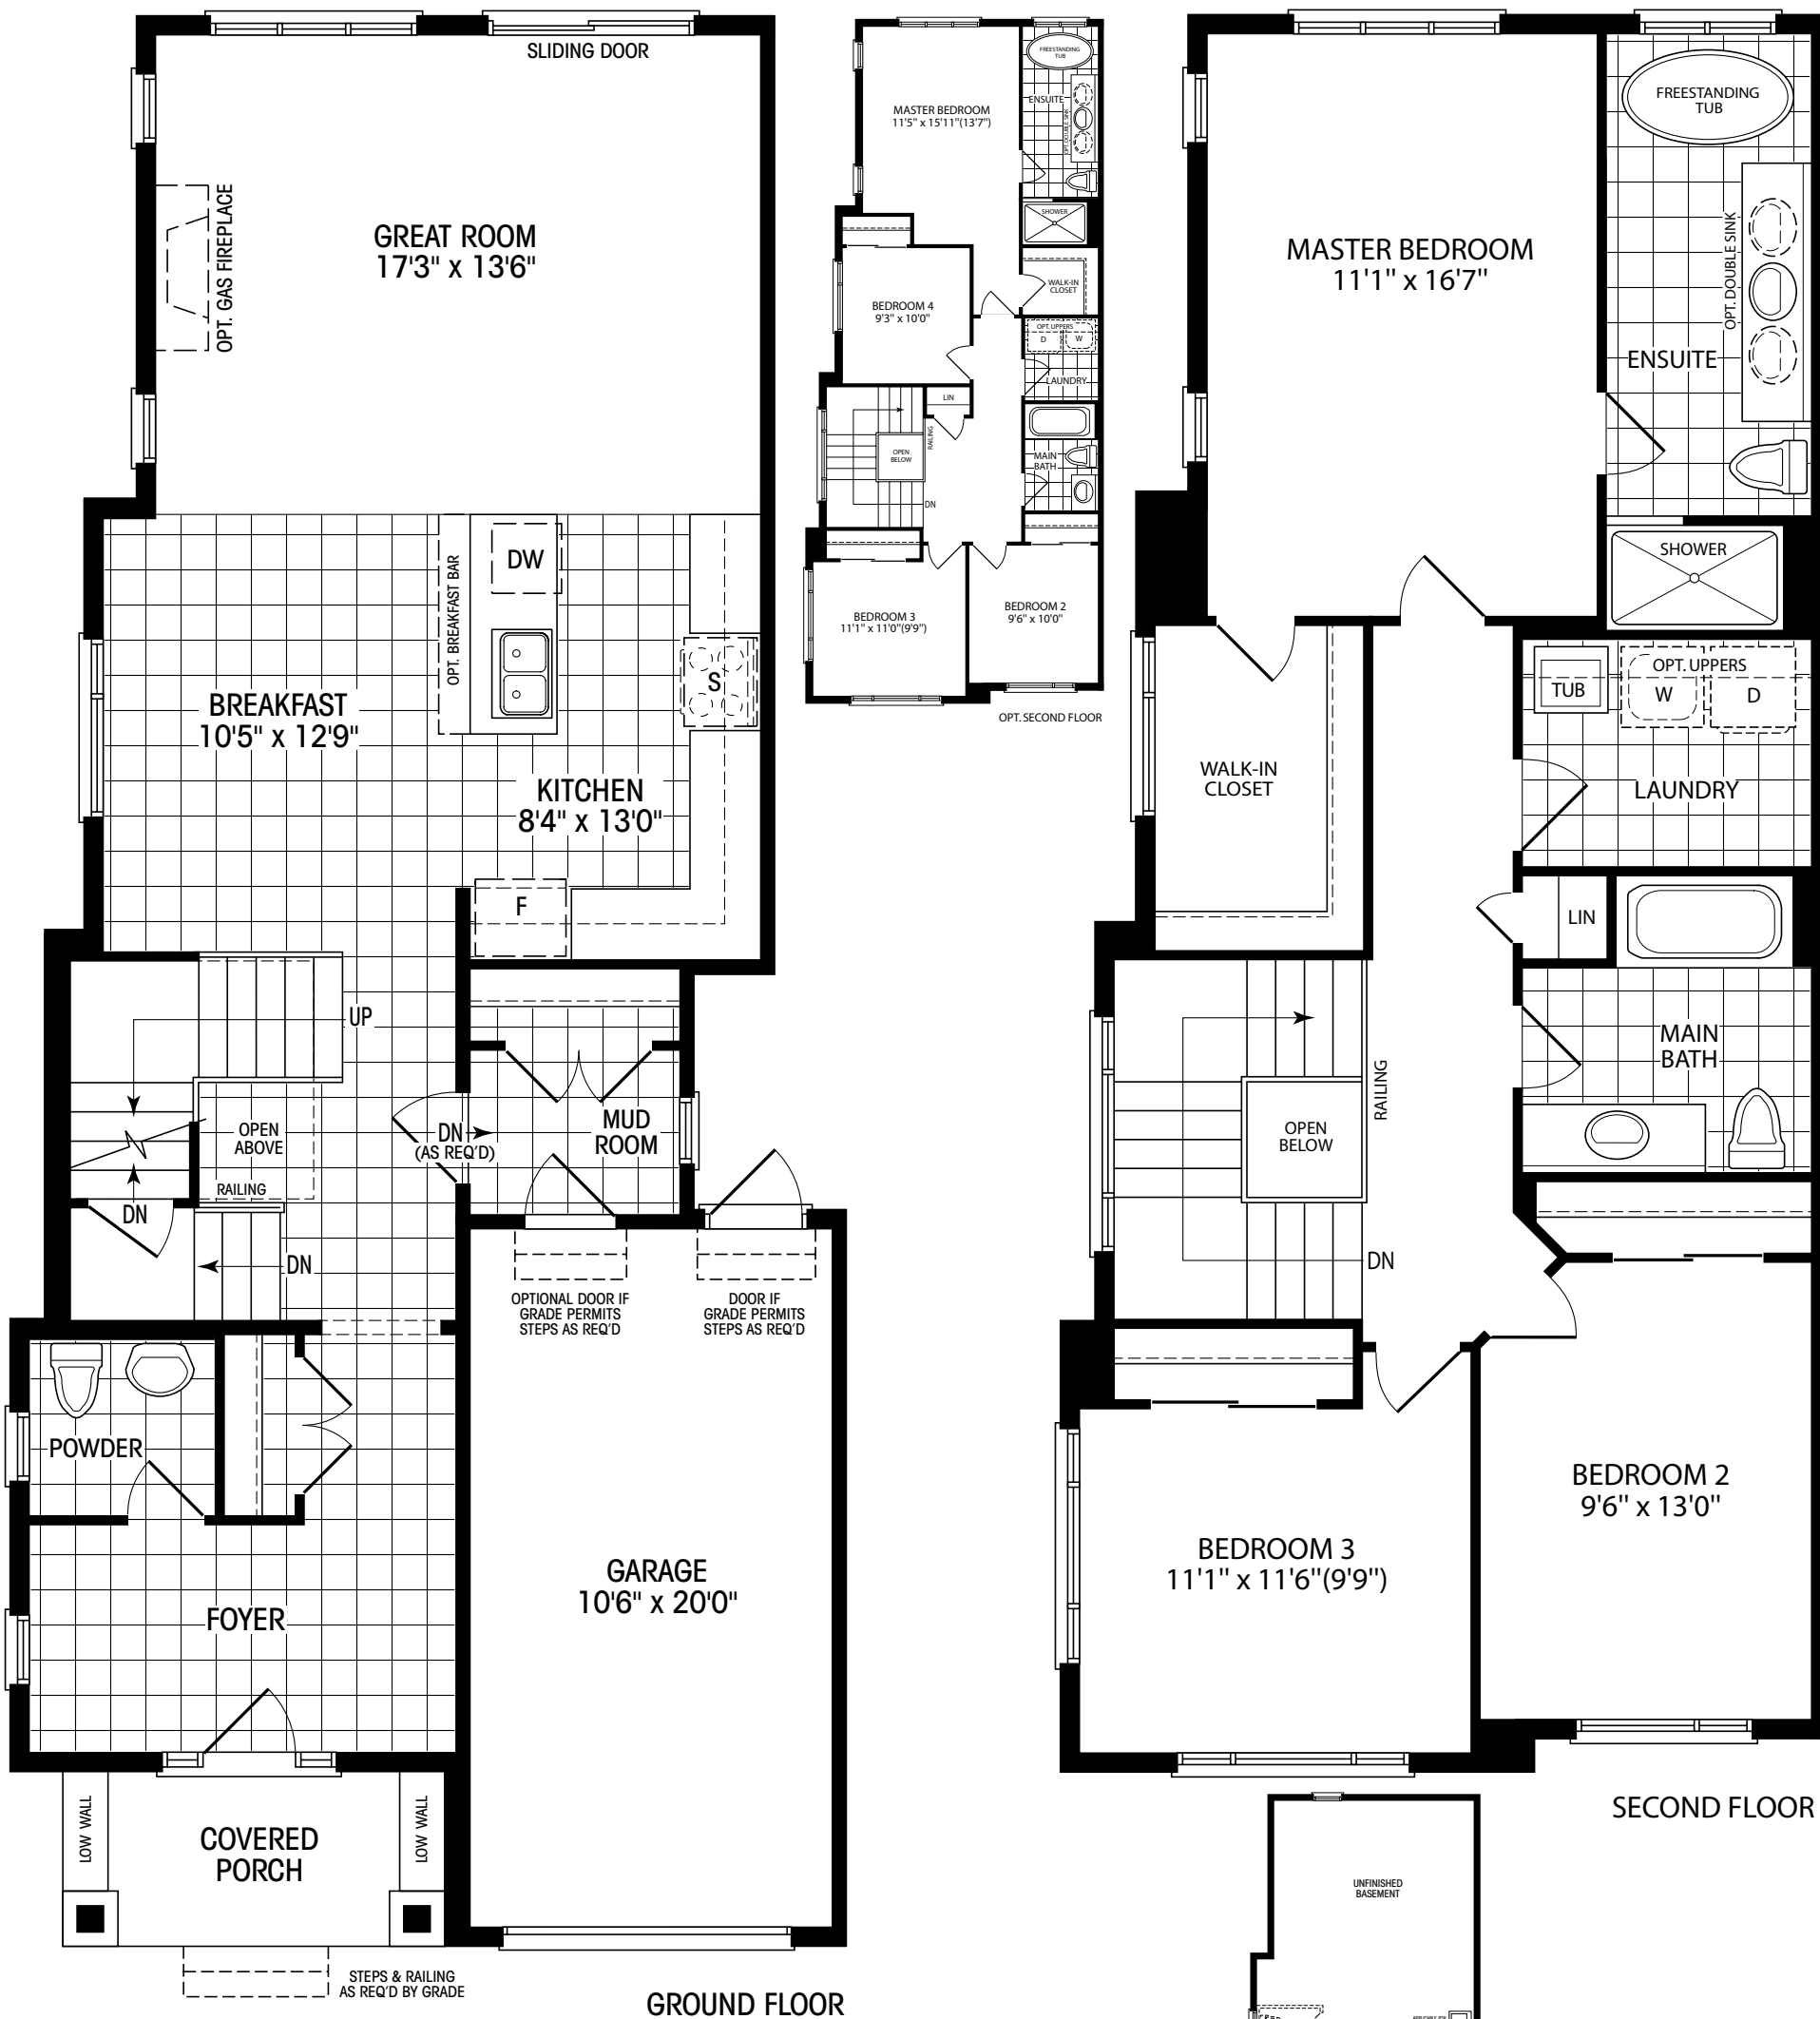 SLIDING DOOR
OPT. GAS FIREPLACE
GREAT ROOM
17'3" x 13'6"
OPT. BREAKFAST BAR
DW
S
BREAKFAST
10'5" x 12'9"
KITCHEN
8'4" x 13'0"
F
UP
OPEN
ABOVE
RAILING
DN
DN
DN
(AS REQ'D)
MUD
ROOM
OPTIONAL DOOR IF
GRADE PERMITS
STEPS AS REQ'D
DOOR IF
GRADE PERMITS
STEPS AS REQ'D
POWDER
FOYER
GARAGE
10'6" x 20'0"
LOW WALL
COVERED
PORCH
LOW WALL
STEPS & RAILING
AS REQ'D BY GRADE
GROUND FLOOR
FREESTANDING
TUB
MASTER BEDROOM
11'5" x 15'11"(13'7")
ENSUITE
OPT. DOUBLE SINK
SHOWER
WALK-IN
CLOSET
BEDROOM 4
9'3" x 10'0"
OPT. UPPERS
D
W
LAUNDRY
LIN
RAILING
OPEN
BELOW
MAIN
BATH
DN
BEDROOM 3
11'1" x 11'0"(9'9")
BEDROOM 2
9'6" x 10'0"
OPT. SECOND FLOOR
FREESTANDING
TUB
MASTER BEDROOM
11'1" x 16'7"
OPT. DOUBLE SINK
ENSUITE
SHOWER
TUB
OPT. UPPERS
W
D
WALK-IN
CLOSET
LAUNDRY
LIN
MAIN
BATH
RAILING
OPEN
BELOW
DN
BEDROOM 2
9'6" x 13'0"
BEDROOM 3
11'1" x 11'6"(9'9")
SECOND FLOOR
UNFINISHED
BASEMENT